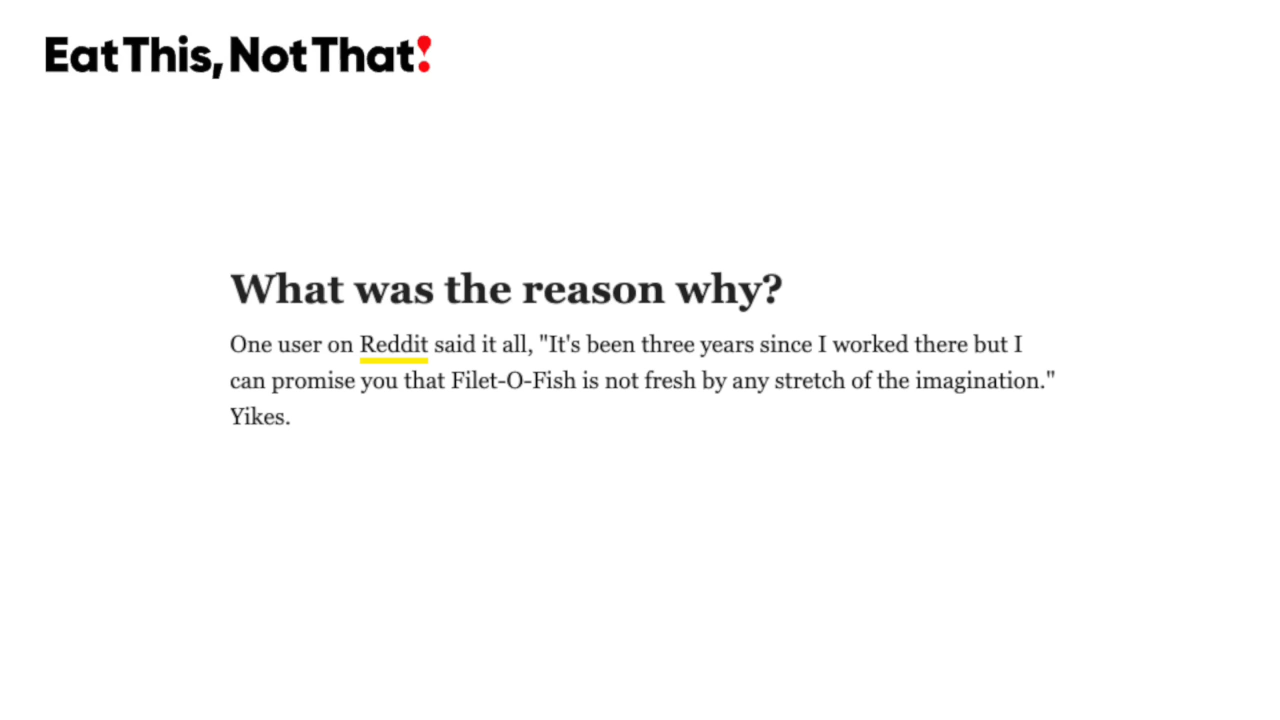 Eat This, Not That!
What was the reason why?
One user on Reddit said it all, "It's been three years since I worked there but I
can promise you that Filet-O-Fish is not fresh by any stretch of the imagination."
Yikes.